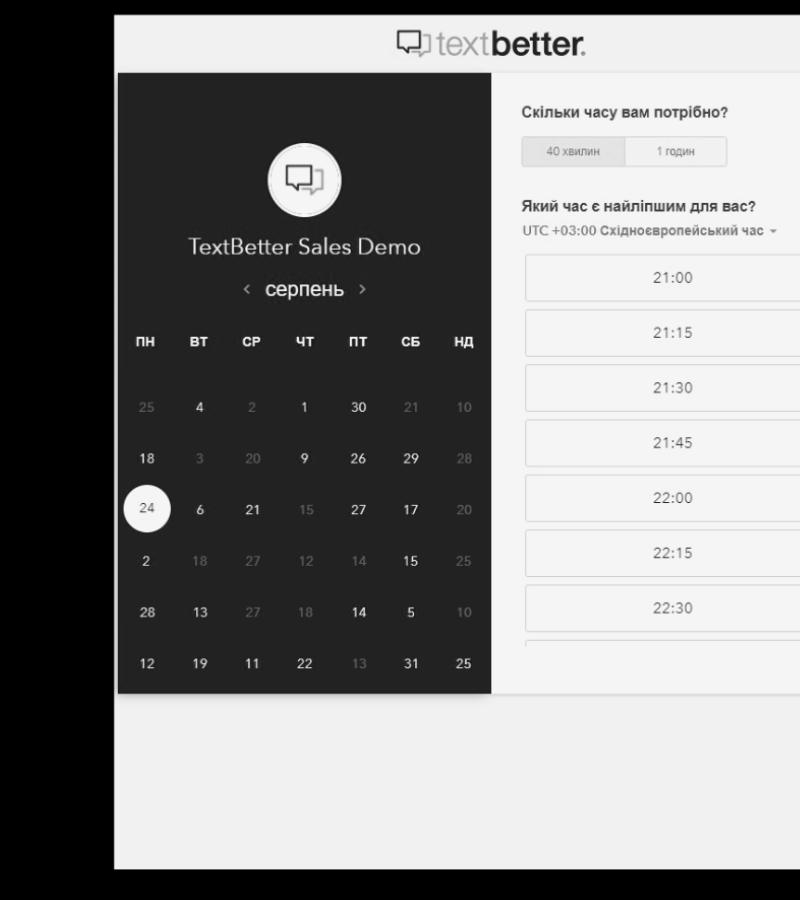 textbetter.
TextBetter Sales Demo
‹ серпень ›
ПН ВТ СР ЧТ ПТ СБ НД
25 4 2 1 30 21 10
18 3 20 9 26 29 28
24 6 21 15 27 17 20
2 18 27 12 14 15 25
28 13 27 18 14 5 10
12 19 11 22 13 31 25
Скільки часу вам потрібно?
40 хвилин 1 годин
Який час є найліпшим для вас?
UTC +03:00 Східноєвропейський час
21:00
21:15
21:30
21:45
22:00
22:15
22:30